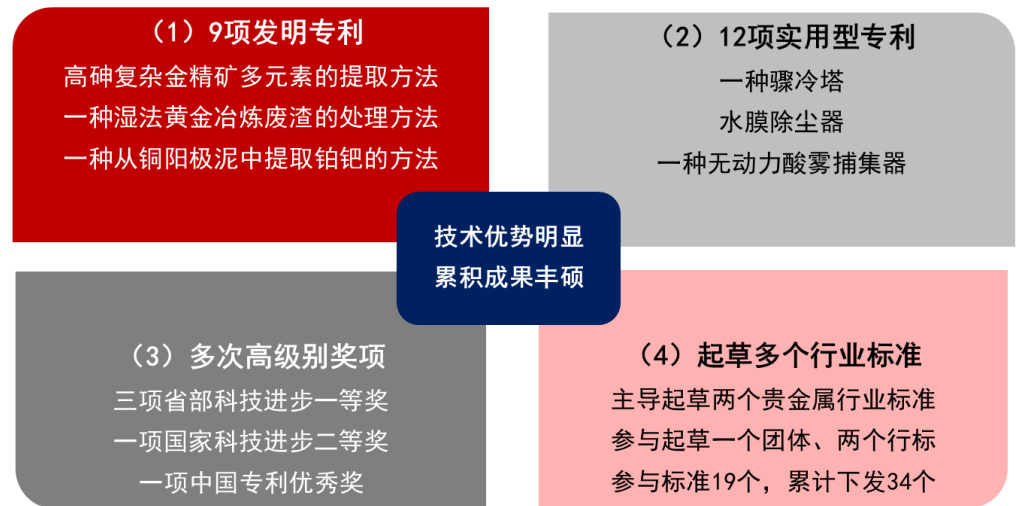 （1）9项发明专利
高砷复杂金精矿多元素的提取方法
一种湿法黄金冶炼废渣的处理方法
一种从铜阳极泥中提取铂钯的方法
（2）12项实用型专利
一种骤冷塔
水膜除尘器
一种无动力酸雾捕集器
技术优势明显
累积成果丰硕
（3）多次高级别奖项
三项省部科技进步一等奖
一项国家科技进步二等奖
一项中国专利优秀奖
（4）起草多个行业标准
主导起草两个贵金属行业标准
参与起草一个团体、两个行标
参与标准19个，累计下发34个